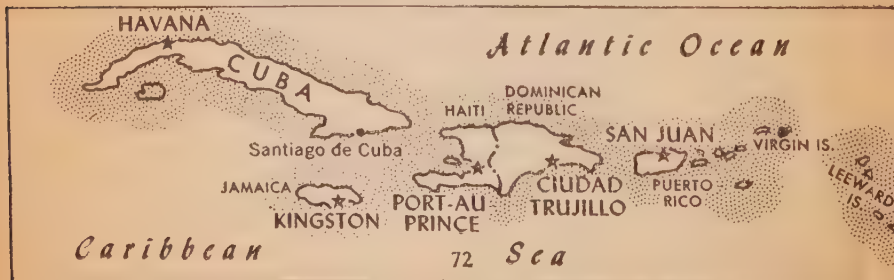 HAVANA
CUBA
Atlantic Ocean
Santiago de Cuba
JAMAICA
KINGSTON
HAITI
DOMINICAN
REPUBLIC
PORT-AU
PRINCE
CIUDAD
TRUJILLO
SAN JUAN
PUERTO
RICO
VIRGIN IS.
LEEWARD
IS.
Caribbean Sea
72